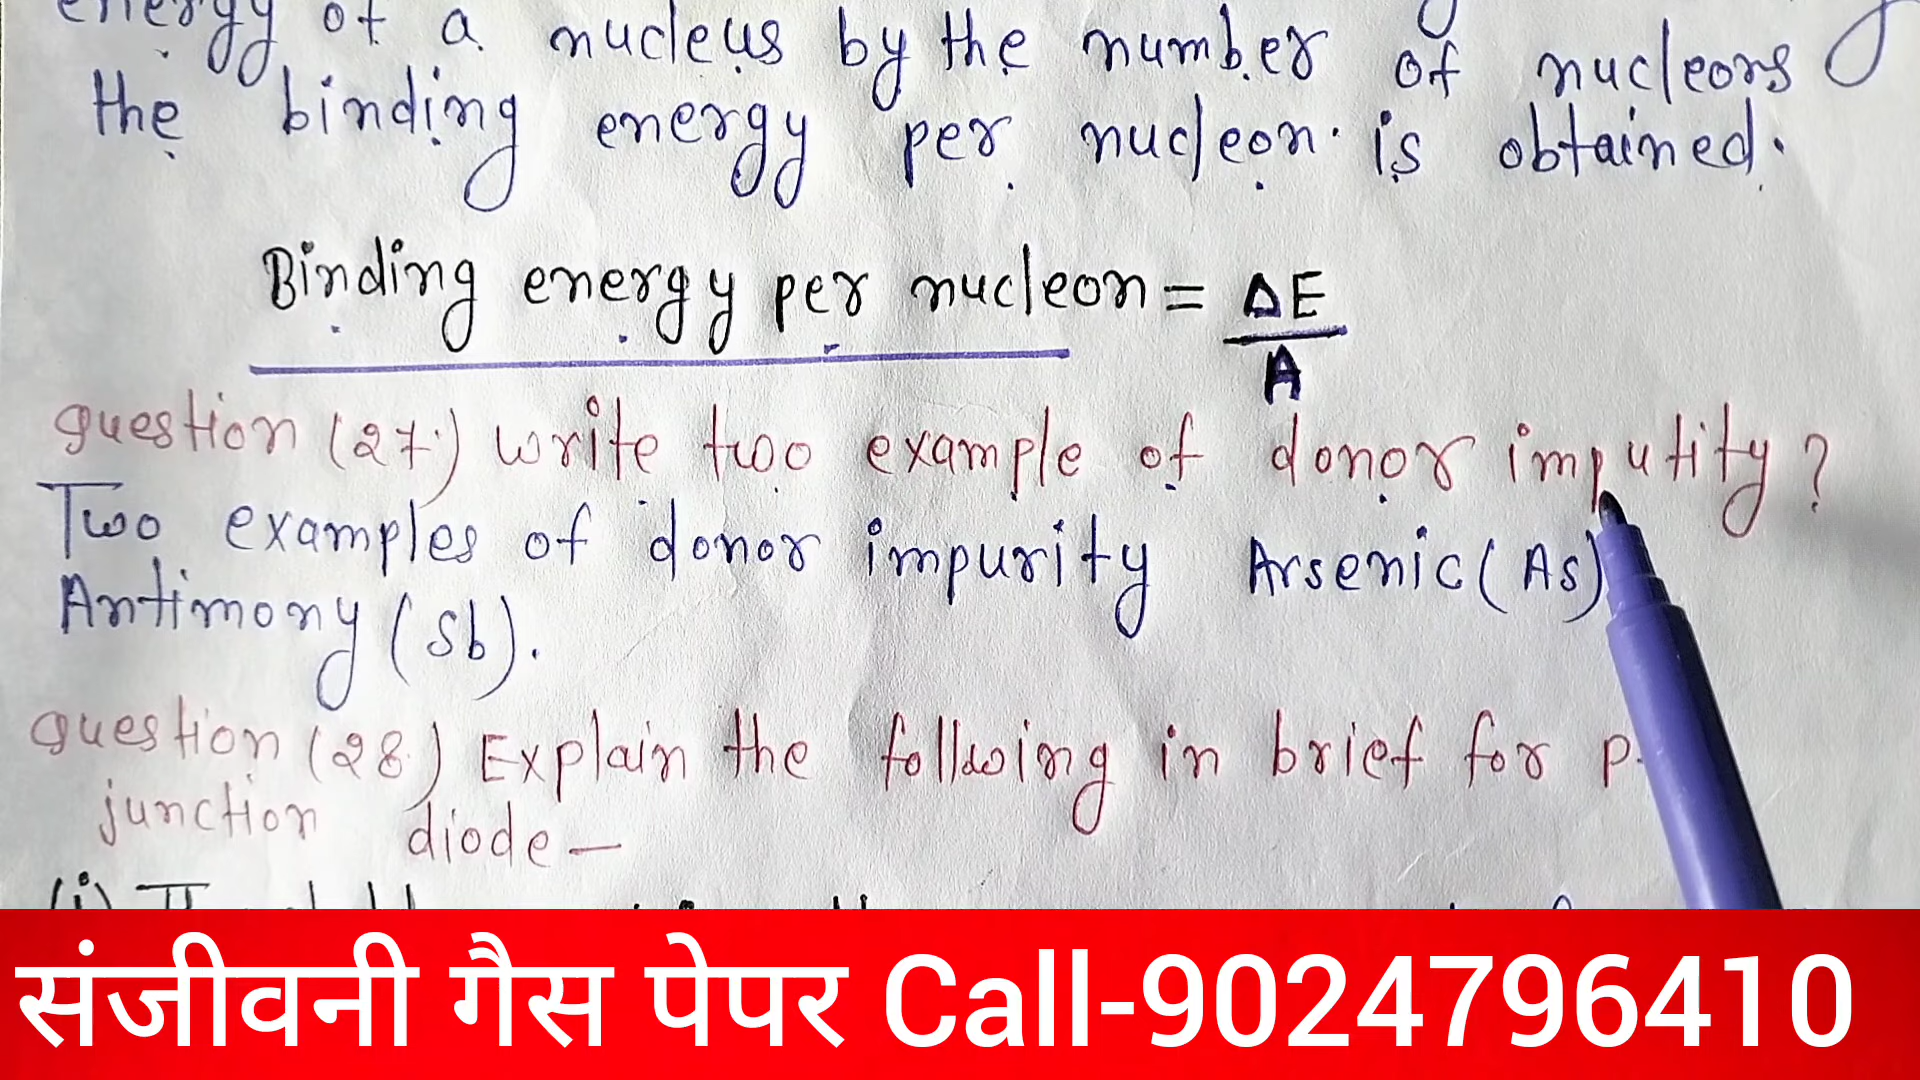 energy of a nucleus by the number of nucleons
the binding energy per nucleon is obtained.
Binding energy per nucleon = ΔE
A
question (27.) write two example of donor imputity?
Two examples of donor impurity Arsenic (As)
Antimony (Sb).
question (28.) Explain the following in brief for p.
junction diode —
संजीवनी गैस पेपर Call-9024796410